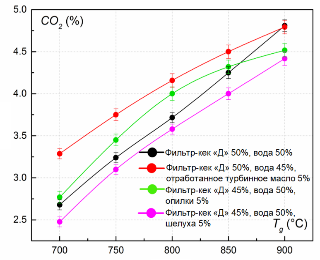 CO₂ (%)
5.0
4.5
4.0
3.5
3.0
2.5
Фильтр-кек «Д» 50%, вода 50%
Фильтр-кек «Д» 50%, вода 45%,
отработанное турбинное масло 5%
Фильтр-кек «Д» 45%, вода 50%,
опилки 5%
Фильтр-кек «Д» 45%, вода 50%,
шелуха 5%
700 750 800 850 900
Tg (°C)